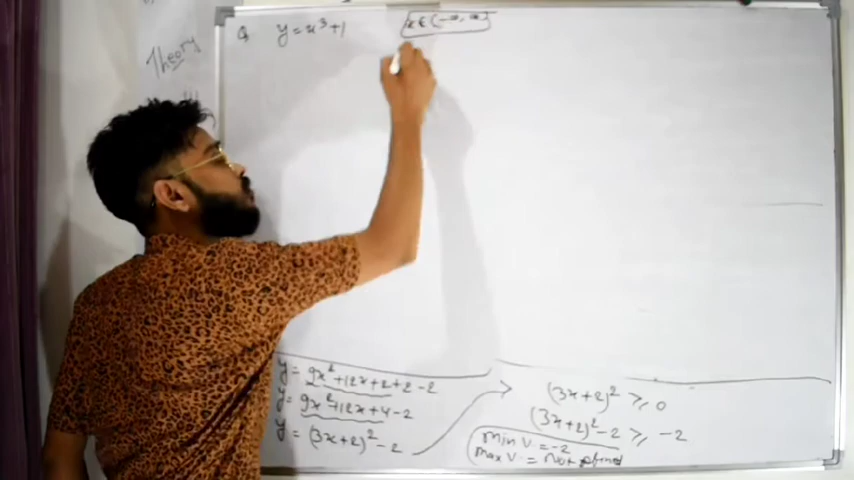 Theory
Q y = x³+1 x ∈ (-∞, ∞)
y = 9x²+12x+2+2-2
y = 9x²+12x+4-2
y = (3x+2)²-2
(3x+2)² ≥ 0
(3x+2)²-2 ≥ -2
Min V. = -2
Max V. = Not